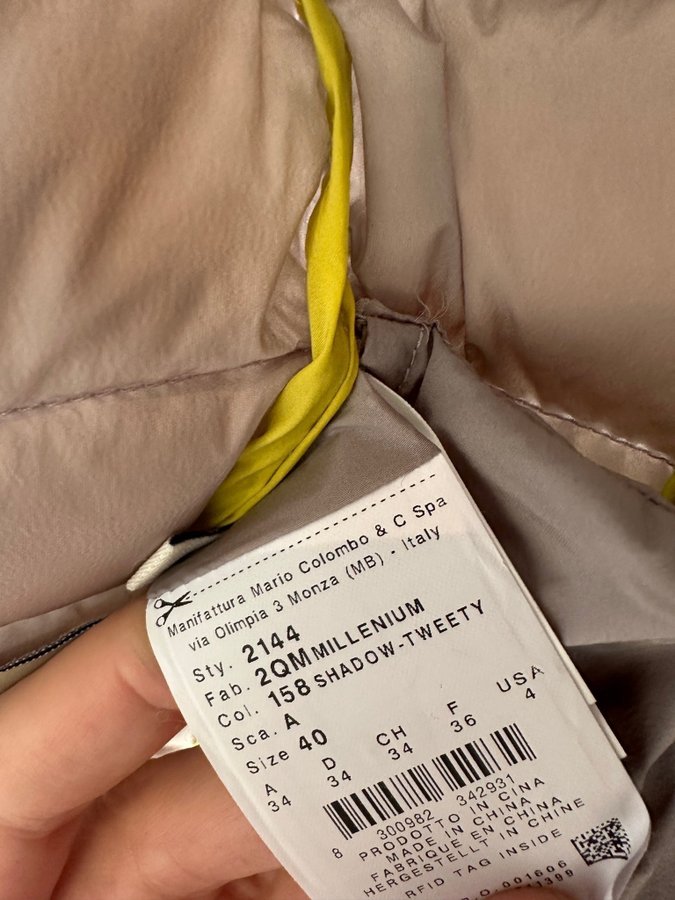 Manifattura Mario Colombo & C Spa
via Olimpia 3 Monza (MB) - Italy
Sty. 2144
Fab. 2QM MILLENIUM
Col. 158 SHADOW-TWEETY
Sca. A
Size 40
A D CH F USA
34 34 34 36 4
8 300982 342931
PRODOTTO IN CINA
MADE IN CHINA
FABRIQUE EN CHINA
HERGESTELLT IN CHINE
RFID TAG INSIDE
001606